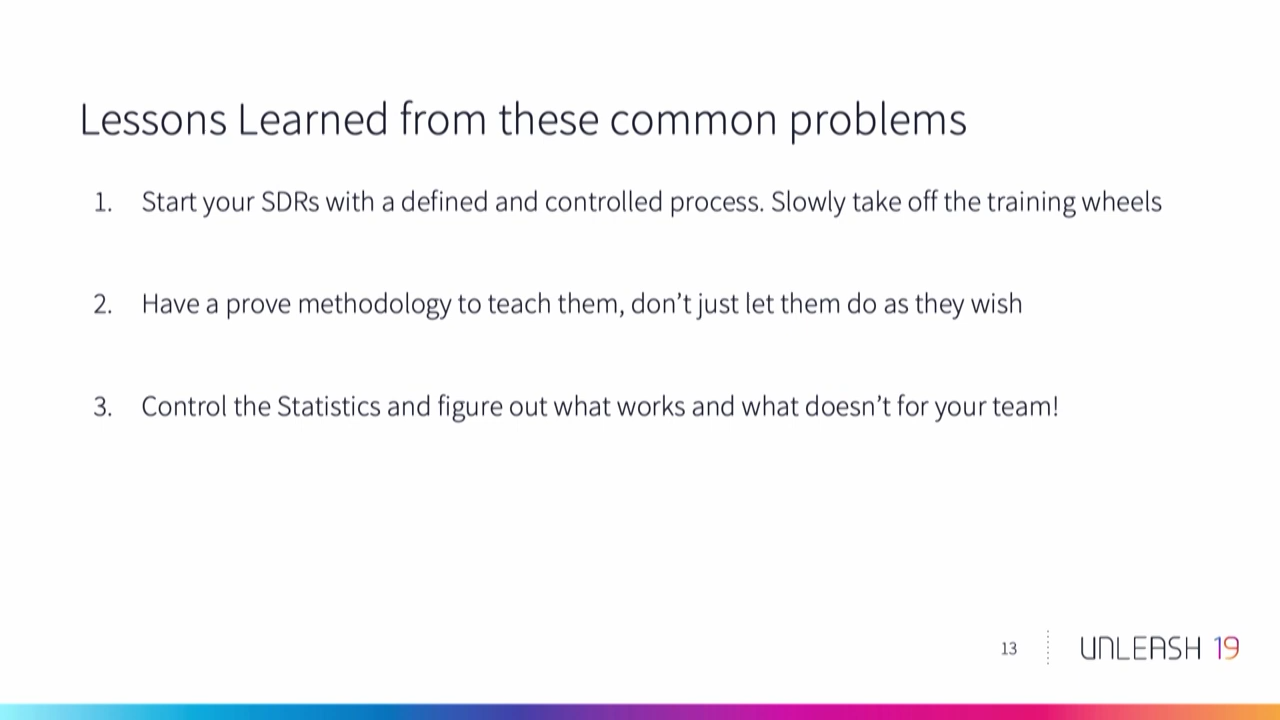 Lessons Learned from these common problems
1. Start your SDRs with a defined and controlled process. Slowly take off the training wheels
2. Have a prove methodology to teach them, don’t just let them do as they wish
3. Control the Statistics and figure out what works and what doesn’t for your team!
13
UNLEASH 19